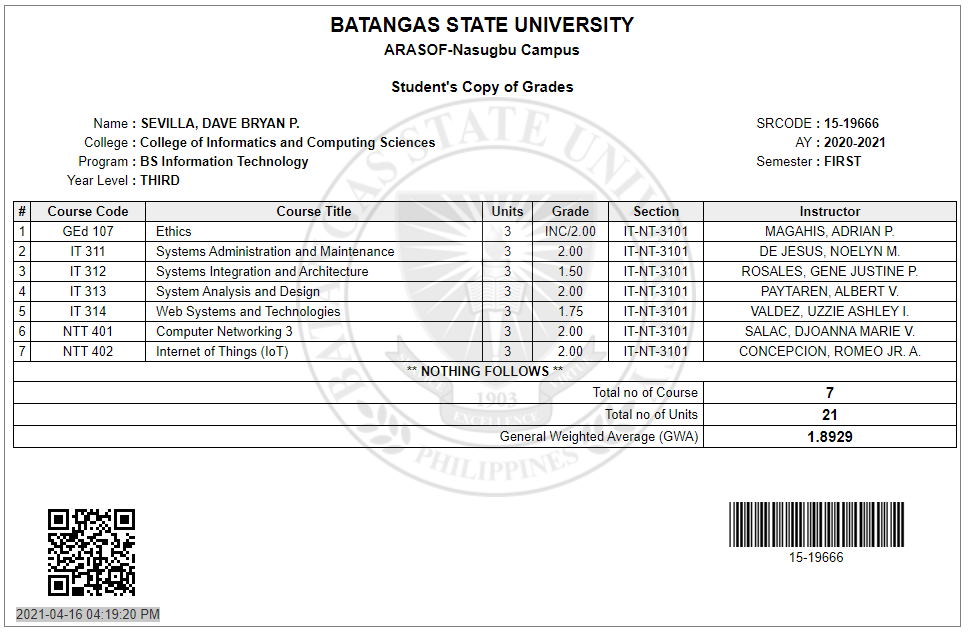 BATANGAS STATE UNIVERSITY
ARASOF-Nasugbu Campus
Student's Copy of Grades
Name : SEVILLA, DAVE BRYAN P. SRCODE : 15-19666
College : College of Informatics and Computing Sciences AY : 2020-2021
Program : BS Information Technology Semester : FIRST
Year Level : THIRD
# Course Code Course Title Units Grade Section Instructor
1 GEd 107 Ethics 3 INC/2.00 IT-NT-3101 MAGAHIS, ADRIAN P.
2 IT 311 Systems Administration and Maintenance 3 2.00 IT-NT-3101 DE JESUS, NOELYN M.
3 IT 312 Systems Integration and Architecture 3 1.50 IT-NT-3101 ROSALES, GENE JUSTINE P.
4 IT 313 System Analysis and Design 3 2.00 IT-NT-3101 PAYTAREN, ALBERT V.
5 IT 314 Web Systems and Technologies 3 1.75 IT-NT-3101 VALDEZ, UZZIE ASHLEY I.
6 NTT 401 Computer Networking 3 3 2.00 IT-NT-3101 SALAC, DJOANNA MARIE V.
7 NTT 402 Internet of Things (IoT) 3 2.00 IT-NT-3101 CONCEPCION, ROMEO JR. A.
** NOTHING FOLLOWS **
Total no of Course 7
Total no of Units 21
General Weighted Average (GWA) 1.8929
BATANGAS STATE UNIVERSITY
1903
EXCELLENCE
PHILIPPINES
15-19666
2021-04-16 04:19:20 PM